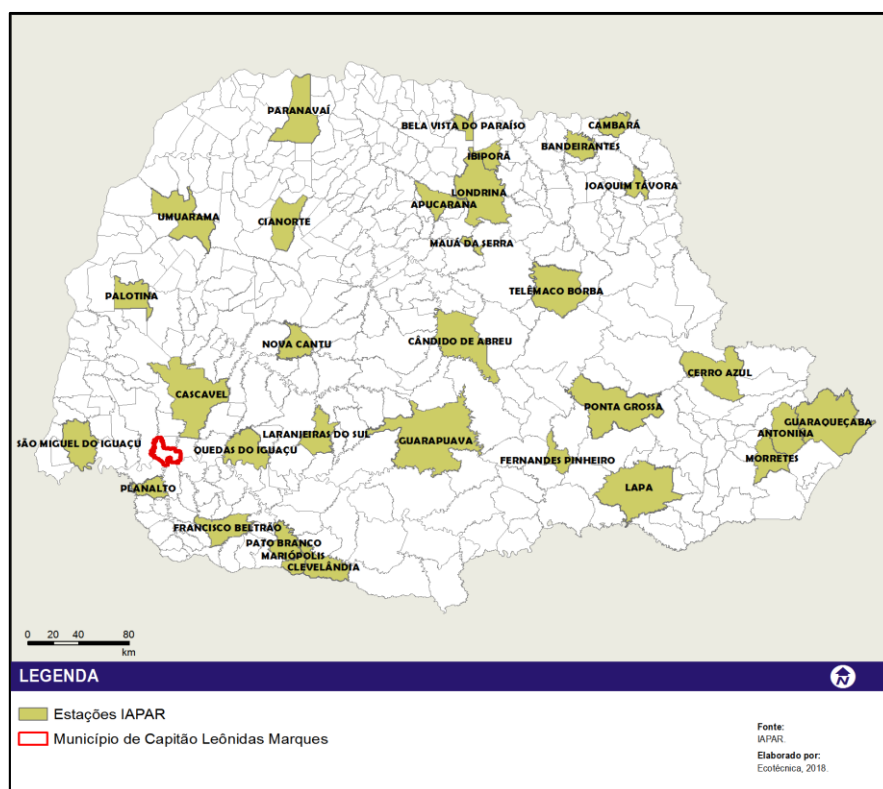 PARANAVAÍ
BELA VISTA DO PARAÍSO
CAMBARÁ
BANDEIRANTES
IBIPORÃ
JOAQUIM TÁVORA
LONDRINA
APUCARANA
UMUARAMA
CIANORTE
MAUÁ DA SERRA
TELÊMACO BORBA
PALOTINA
NOVA CANTU
CÂNDIDO DE ABREU
CERRO AZUL
CASCAVEL
PONTA GROSSA
GUARAQUEÇABA
LARANJEIRAS DO SUL
ANTONINA
SÃO MIGUEL DO IGUAÇU
QUEDAS DO IGUAÇU
GUARAPUAVA
FERNANDES PINHEIRO
MORRETES
PLANALTO
LAPA
FRANCISCO BELTRÃO
PATO BRANCO
MARIÓPOLIS
CLEVELÂNDIA
0 20 40 80
km
LEGENDA
N
Estações IAPAR
Município de Capitão Leônidas Marques
Fonte:
IAPAR.
Elaborado por:
Ecotécnica, 2018.